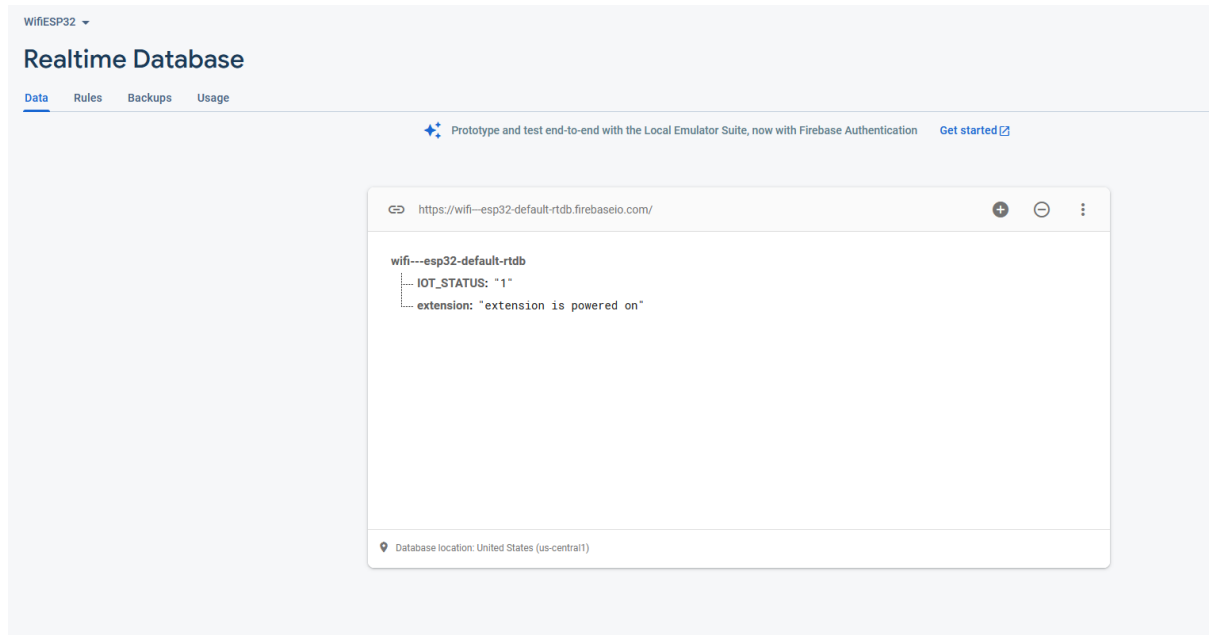 WifiESP32
Realtime Database
Data Rules Backups Usage
Prototype and test end-to-end with the Local Emulator Suite, now with Firebase Authentication Get started
https://wifi---esp32-default-rtdb.firebaseio.com/
wifi---esp32-default-rtdb
IOT_STATUS: "1"
extension: "extension is powered on"
Database location: United States (us-central1)